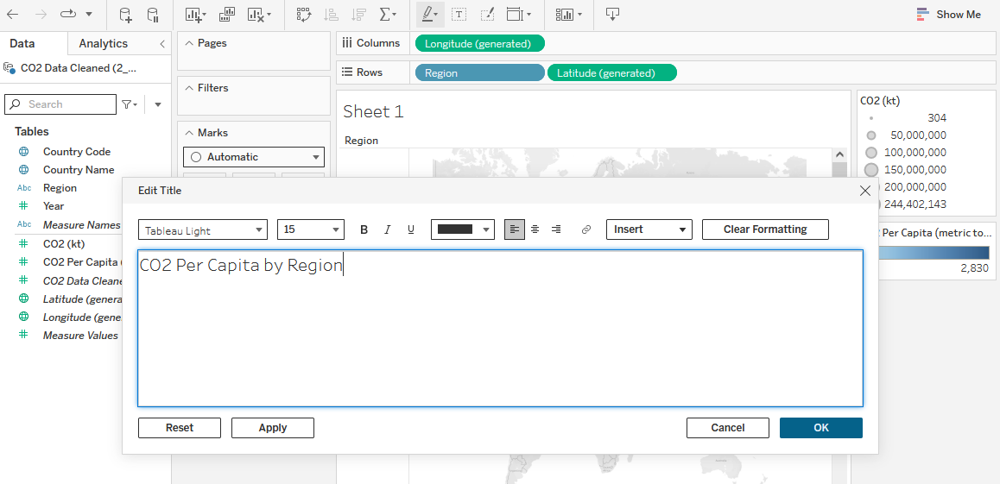 Show Me
Data
Analytics
Pages
Columns
Longitude (generated)
CO2 Data Cleaned (2_...
Rows
Region
Latitude (generated)
Filters
Search
Sheet 1
CO2 (kt)
304
50,000,000
100,000,000
150,000,000
200,000,000
244,402,143
Tables
Marks
Region
Automatic
Country Code
Country Name
Abc
Region
Year
Abc
Measure Names
CO2 (kt)
CO2 Per Capita (
CO2 Data Cleane
Latitude (genera
Longitude (gene
Measure Values
Edit Title
Tableau Light
15
B
I
U
Insert
Clear Formatting
CO2 Per Capita by Region
Reset
Apply
Cancel
OK
Per Capita (metric to...
2,830